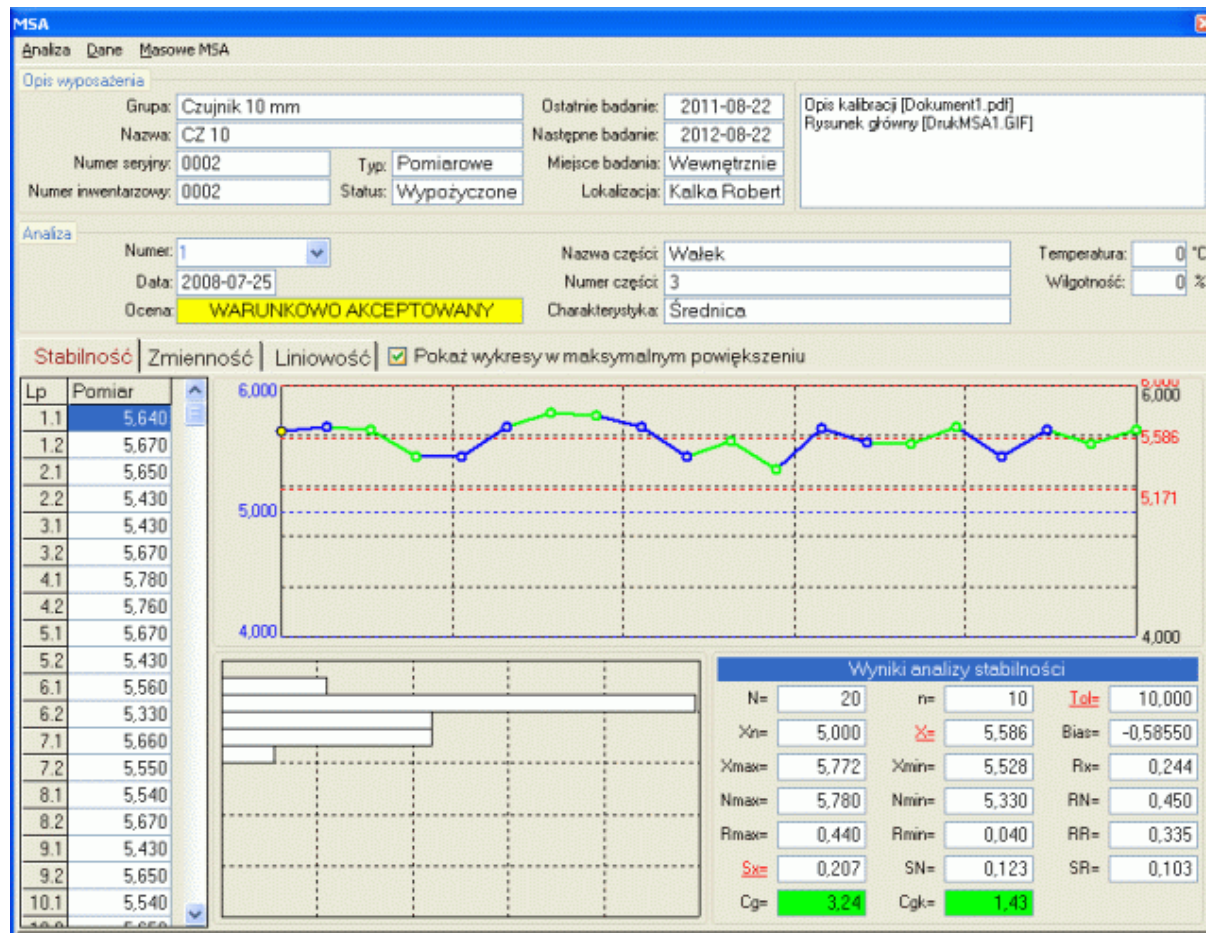 MSA
Analiza Dane Masowe MSA
Opis wyposażenia
Grupa: Czujnik 10 mm Ostatnie badanie: 2011-08-22 Opis kalibracji [Dokument1.pdf]
Nazwa: CZ 10 Następne badanie: 2012-08-22 Rysunek główny [DrukMSA1.GIF]
Numer seryjny: 0002 Typ: Pomiarowe Miejsce badania: Wewnętrznie
Numer inwentarzowy: 0002 Status: Wypożyczone Lokalizacja: Kalka Robert
Analiza
Numer: 1 Nazwa części: Wałek Temperatura: 0 °C
Data: 2008-07-25 Numer części: 3 Wilgotność: 0 %
Ocena: WARUNKOWO AKCEPTOWANY Charakterystyka: Średnica
Stabilność Zmienność Liniowość Pokaż wykresy w maksymalnym powiększeniu
Lp Pomiar
1.1 5,640
1.2 5,670
2.1 5,650
2.2 5,430
3.1 5,430
3.2 5,670
4.1 5,780
4.2 5,760
5.1 5,670
5.2 5,430
6.1 5,560
6.2 5,330
7.1 5,660
7.2 5,550
8.1 5,540
8.2 5,670
9.1 5,430
9.2 5,650
10.1 5,540
6,000
5,000
4,000
6,000
6,000
5,586
5,171
4,000
Wyniki analizy stabilności
N= 20 n= 10 Tol= 10,000
Xn= 5,000 X= 5,586 Bias= -0,58550
Xmax= 5,772 Xmin= 5,528 Rx= 0,244
Nmax= 5,780 Nmin= 5,330 RN= 0,450
Rmax= 0,440 Rmin= 0,040 RR= 0,335
Sx= 0,207 SN= 0,123 SR= 0,103
Cg= 3,24 Cgk= 1,43